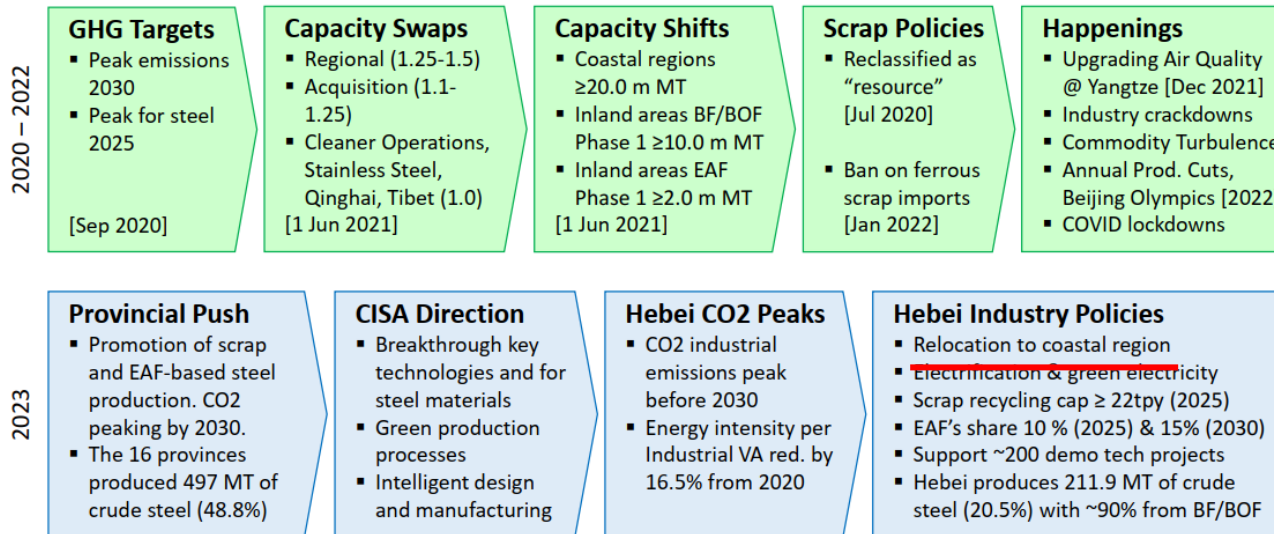 2020 – 2022
GHG Targets
▪ Peak emissions
2030
▪ Peak for steel
2025
[Sep 2020]
Capacity Swaps
▪ Regional (1.25-1.5)
▪ Acquisition (1.1-
1.25)
▪ Cleaner Operations,
Stainless Steel,
Qinghai, Tibet (1.0)
[1 Jun 2021]
Capacity Shifts
▪ Coastal regions
≥20.0 m MT
▪ Inland areas BF/BOF
Phase 1 ≥10.0 m MT
▪ Inland areas EAF
Phase 1 ≥2.0 m MT
[1 Jun 2021]
Scrap Policies
▪ Reclassified as
“resource”
[Jul 2020]
▪ Ban on ferrous
scrap imports
[Jan 2022]
Happenings
▪ Upgrading Air Quality
@ Yangtze [Dec 2021]
▪ Industry crackdowns
▪ Commodity Turbulence
▪ Annual Prod. Cuts,
Beijing Olympics [2022
▪ COVID lockdowns
2023
Provincial Push
▪ Promotion of scrap
and EAF-based steel
production. CO2
peaking by 2030.
▪ The 16 provinces
produced 497 MT of
crude steel (48.8%)
CISA Direction
▪ Breakthrough key
technologies and for
steel materials
▪ Green production
processes
▪ Intelligent design
and manufacturing
Hebei CO2 Peaks
▪ CO2 industrial
emissions peak
before 2030
▪ Energy intensity per
Industrial VA red. by
16.5% from 2020
Hebei Industry Policies
▪ Relocation to coastal region
▪ Electrification & green electricity
▪ Scrap recycling cap ≥ 22tpy (2025)
▪ EAF’s share 10 % (2025) & 15% (2030)
▪ Support ~200 demo tech projects
▪ Hebei produces 211.9 MT of crude
steel (20.5%) with ~90% from BF/BOF